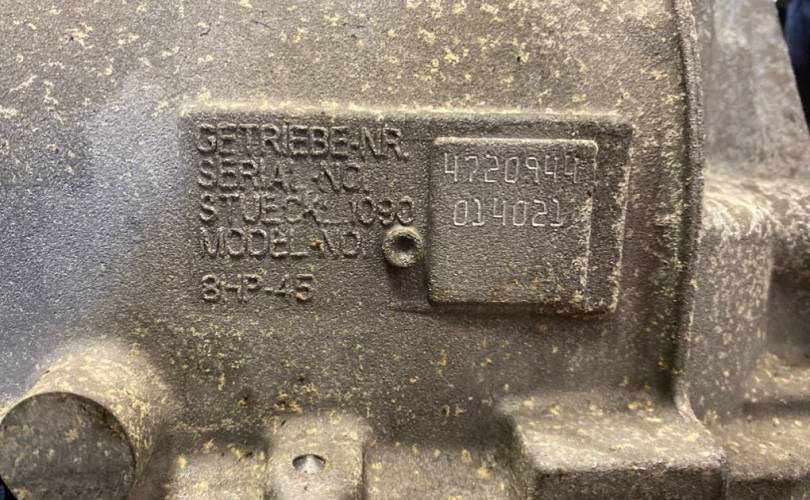 GETRIEBE-NR.
SERIAL-NO.
STUECKL. 1090
MODEL-NO
8HP-45
4720944
014021